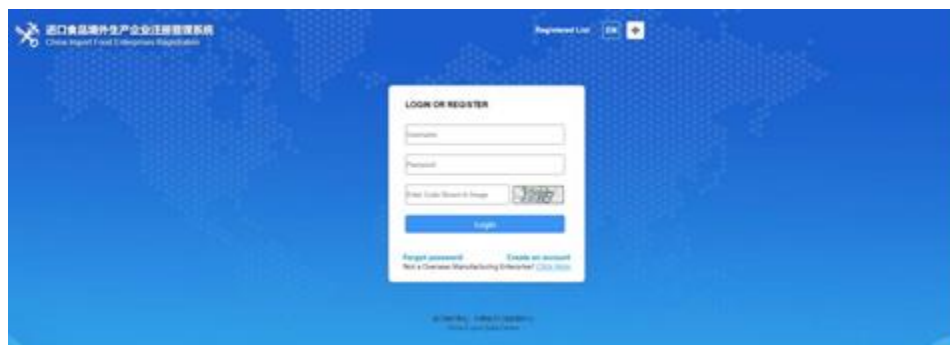 进口食品境外生产企业注册管理系统
China Import Food Enterprises Registration
Registered List
EN
中
LOGIN OR REGISTER
Username
Password
Enter Code Shown In Image
Login
Forgot password
Create an account
Not a Overseas Manufacturing Enterprise? Click Here